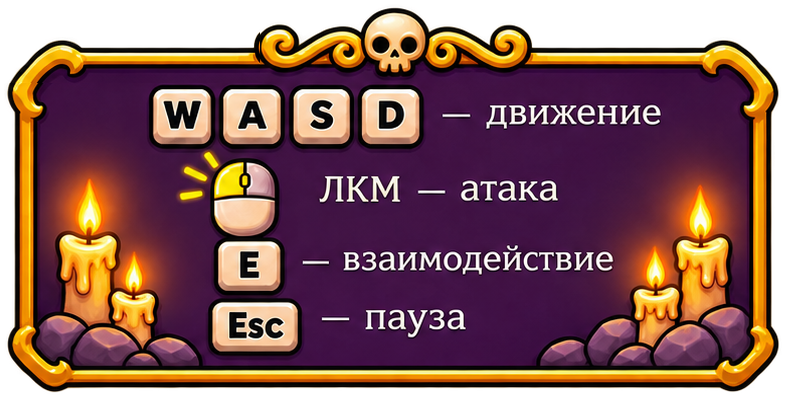 W A S D — движение
ЛКМ — атака
E — взаимодействие
Esc — пауза